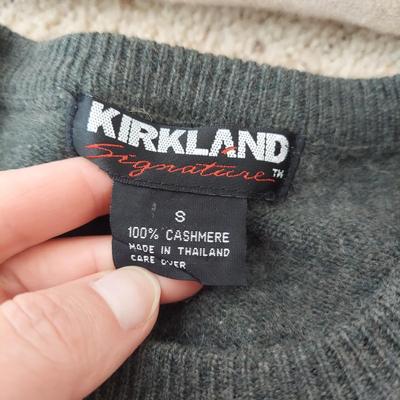 KIRKLAND
Signature™
S
100% CASHMERE
MADE IN THAILAND
CARE OVER